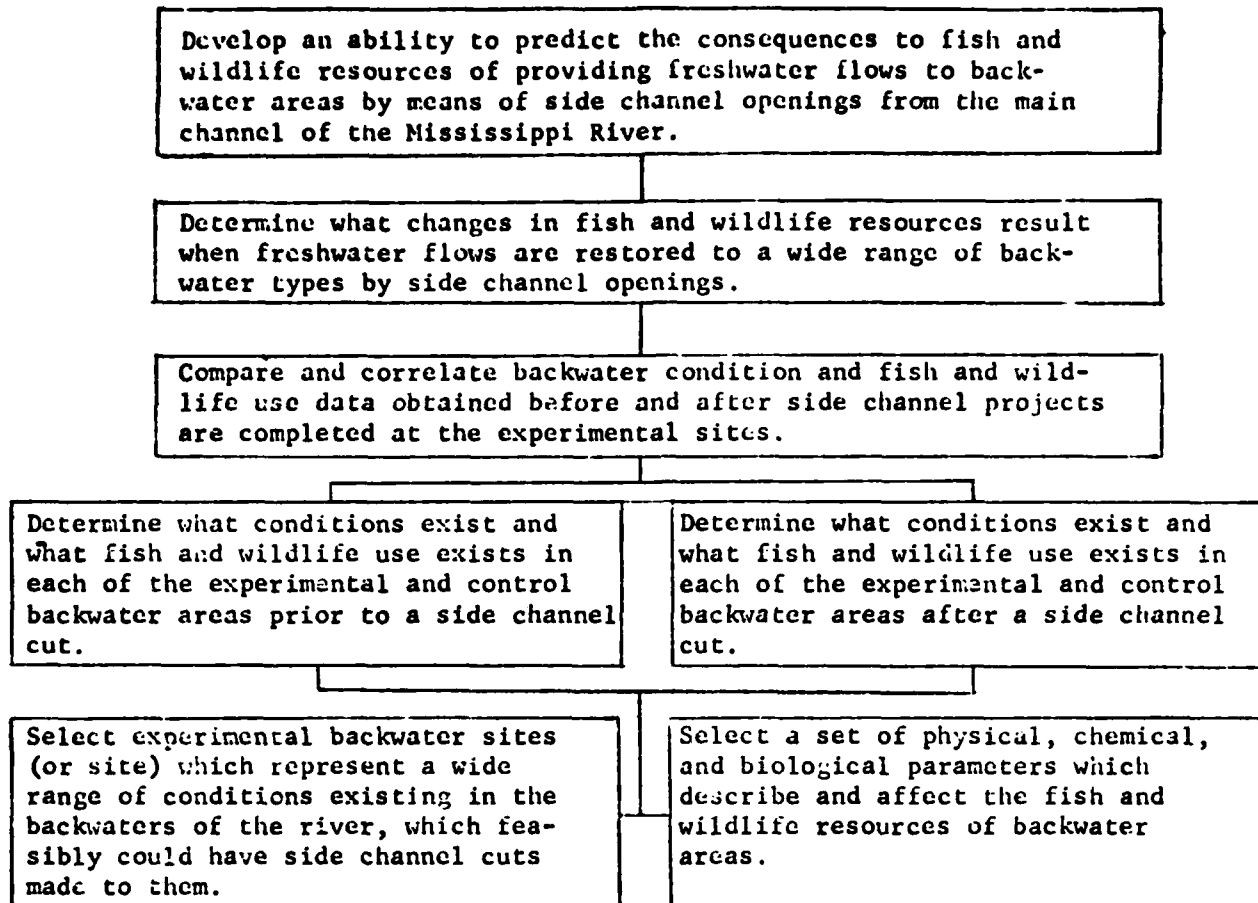 Develop an ability to predict the consequences to fish and
wildlife resources of providing freshwater flows to back-
water areas by means of side channel openings from the main
channel of the Mississippi River.
Determine what changes in fish and wildlife resources result
when freshwater flows are restored to a wide range of back-
water types by side channel openings.
Compare and correlate backwater condition and fish and wild-
life use data obtained before and after side channel projects
are completed at the experimental sites.
Determine what conditions exist and
what fish and wildlife use exists in
each of the experimental and control
backwater areas prior to a side channel
cut.
Determine what conditions exist and
what fish and wildlife use exists in
each of the experimental and control
backwater areas after a side channel
cut.
Select experimental backwater sites
(or site) which represent a wide
range of conditions existing in the
backwaters of the river, which fea-
sibly could have side channel cuts
made to them.
Select a set of physical, chemical,
and biological parameters which
describe and affect the fish and
wildlife resources of backwater
areas.